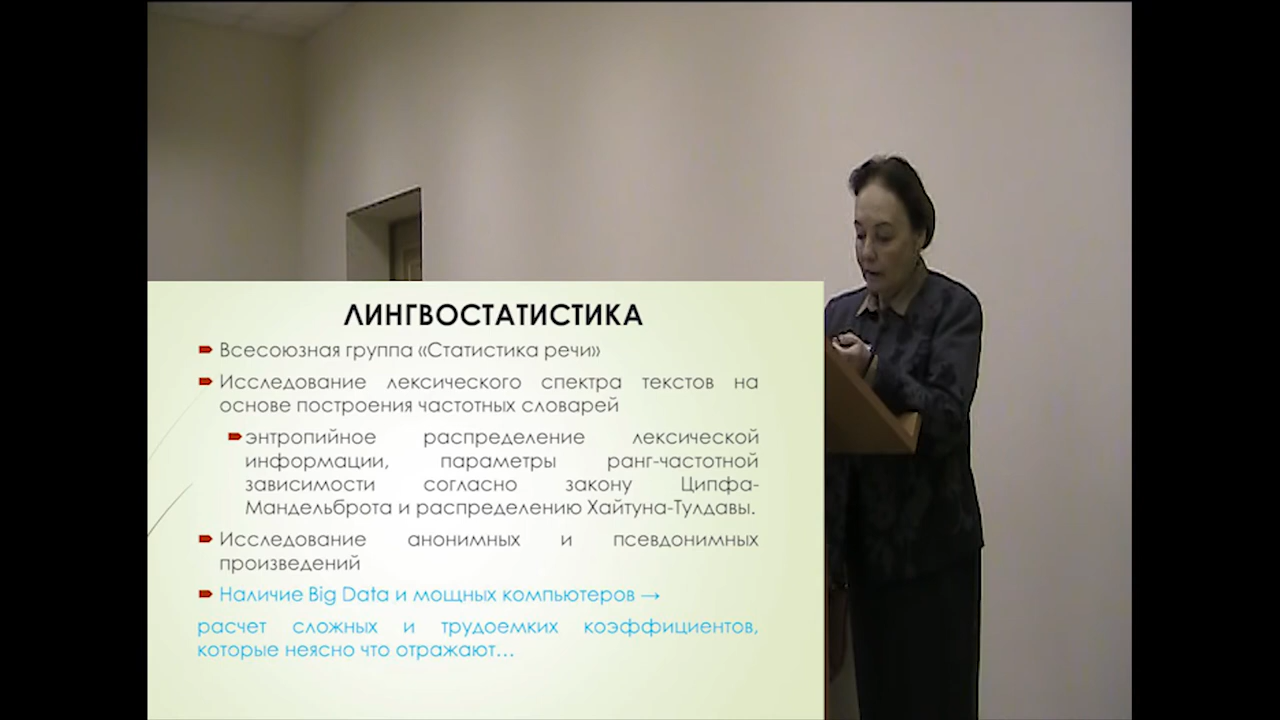 ЛИНГВОСТАТИСТИКА
Всесоюзная группа «Статистика речи»
Исследование лексического спектра текстов на
основе построения частотных словарей
энтропийное распределение лексической
информации, параметры ранг-частотной
зависимости согласно закону Ципфа-
Мандельброта и распределению Хайтуна-Тулдавы.
Исследование анонимных и псевдонимных
произведений
Наличие Big Data и мощных компьютеров →
расчет сложных и трудоемких коэффициентов,
которые неясно что отражают…